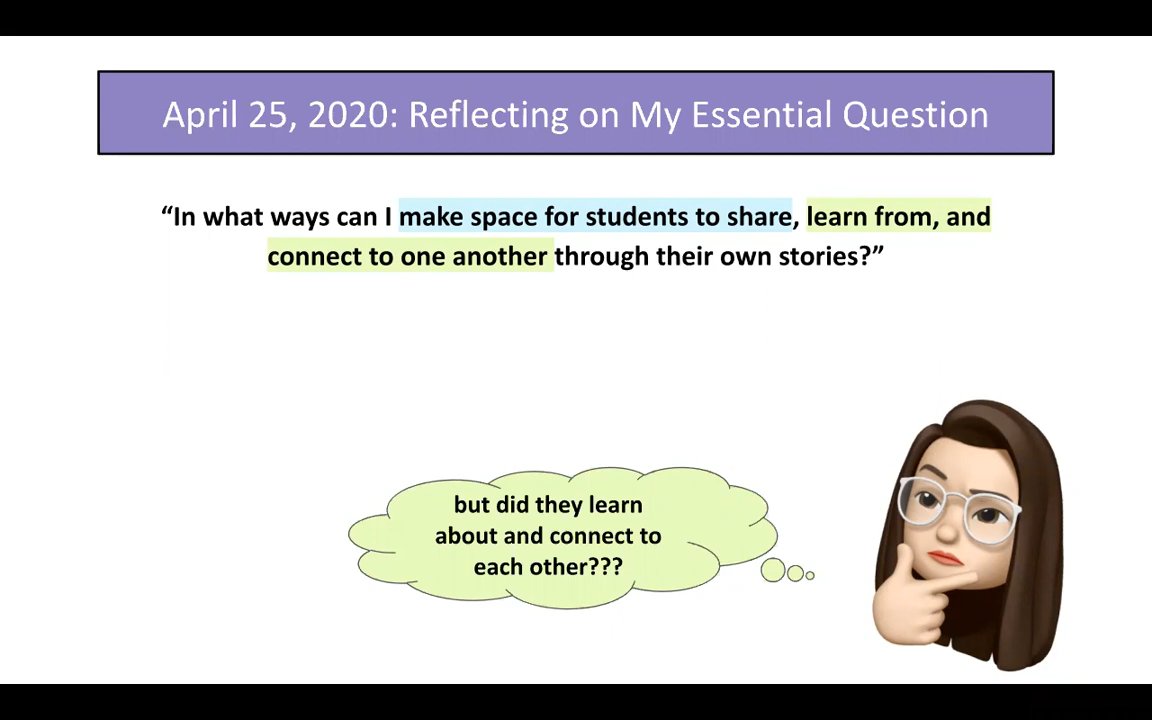 April 25, 2020: Reflecting on My Essential Question
“In what ways can I make space for students to share, learn from, and
connect to one another through their own stories?”
but did they learn
about and connect to
each other???